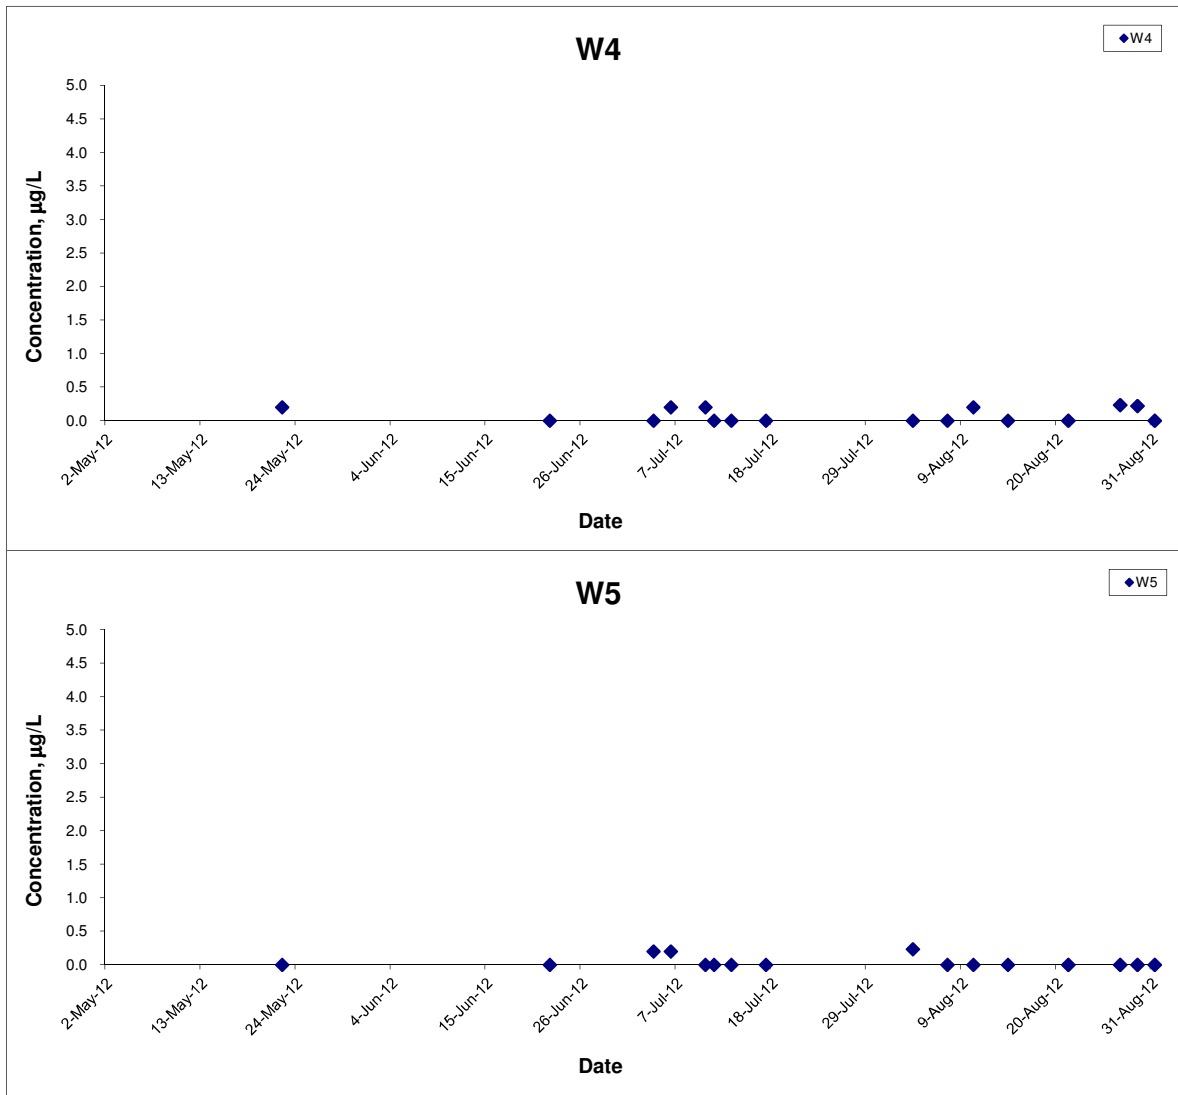 W4
W4
5.0
4.5
4.0
3.5
3.0
2.5
2.0
1.5
1.0
0.5
0.0
Concentration, µg/L
2-May-12
13-May-12
24-May-12
4-Jun-12
15-Jun-12
26-Jun-12
7-Jul-12
18-Jul-12
29-Jul-12
9-Aug-12
20-Aug-12
31-Aug-12
Date
W5
W5
5.0
4.5
4.0
3.5
3.0
2.5
2.0
1.5
1.0
0.5
0.0
Concentration, µg/L
2-May-12
13-May-12
24-May-12
4-Jun-12
15-Jun-12
26-Jun-12
7-Jul-12
18-Jul-12
29-Jul-12
9-Aug-12
20-Aug-12
31-Aug-12
Date